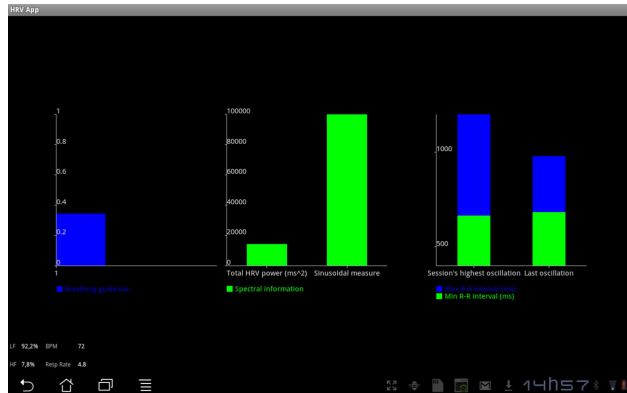 HRV App
1
0.8
0.6
0.4
0.2
0
1
Breathing guide bar
100000
80000
60000
40000
20000
0
Total HRV power (ms^2) Sinusoidal measure
Spectral information
1000
500
Session's highest oscillation Last oscillation
Max R-R interval (ms)
Min R-R interval (ms)
LF 92,2% BPM 72
HF 7,8% Resp Rate 4.8
14h57